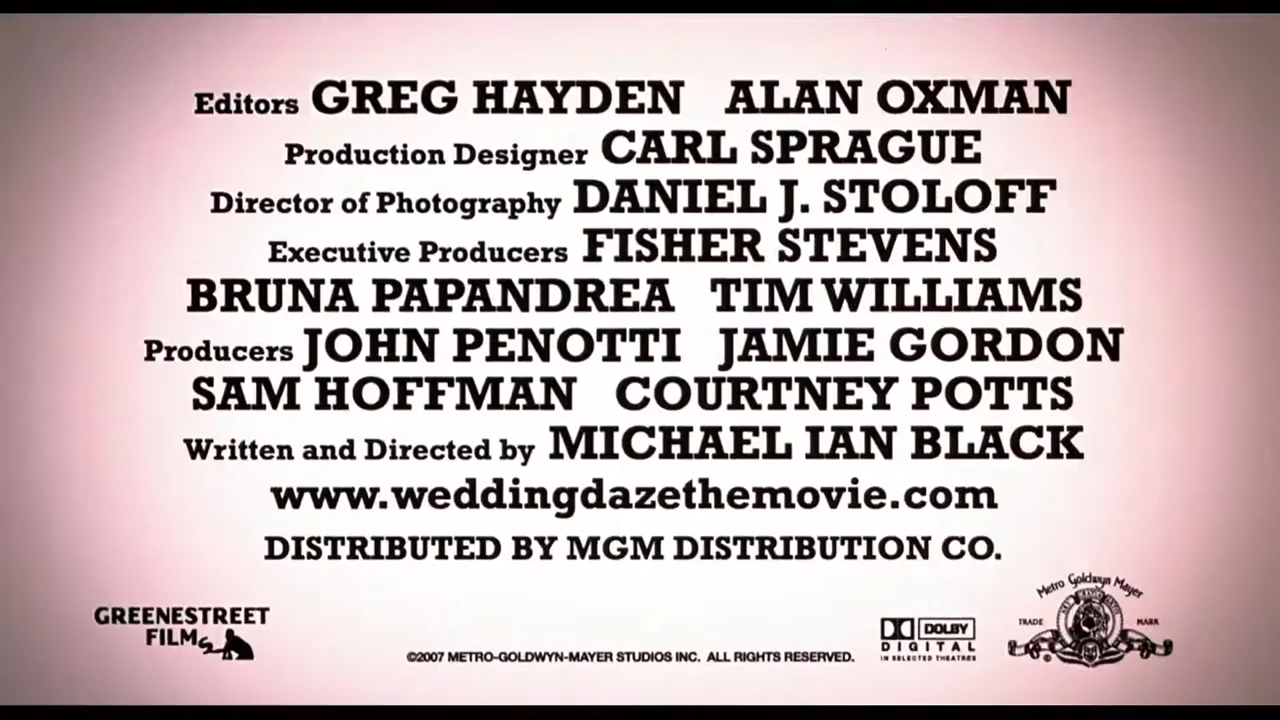 Editors GREG HAYDEN ALAN OXMAN
Production Designer CARL SPRAGUE
Director of Photography DANIEL J. STOLOFF
Executive Producers FISHER STEVENS
BRUNA PAPANDREA TIM WILLIAMS
Producers JOHN PENOTTI JAMIE GORDON
SAM HOFFMAN COURTNEY POTTS
Written and Directed by MICHAEL IAN BLACK
www.weddingdazethemovie.com
DISTRIBUTED BY MGM DISTRIBUTION CO.
GREENESTREET
FILMS
©2007 METRO-GOLDWYN-MAYER STUDIOS INC. ALL RIGHTS RESERVED.
DOLBY
DIGITAL
IN SELECTED THEATRES
Metro Goldwyn Mayer
TRADE MARK